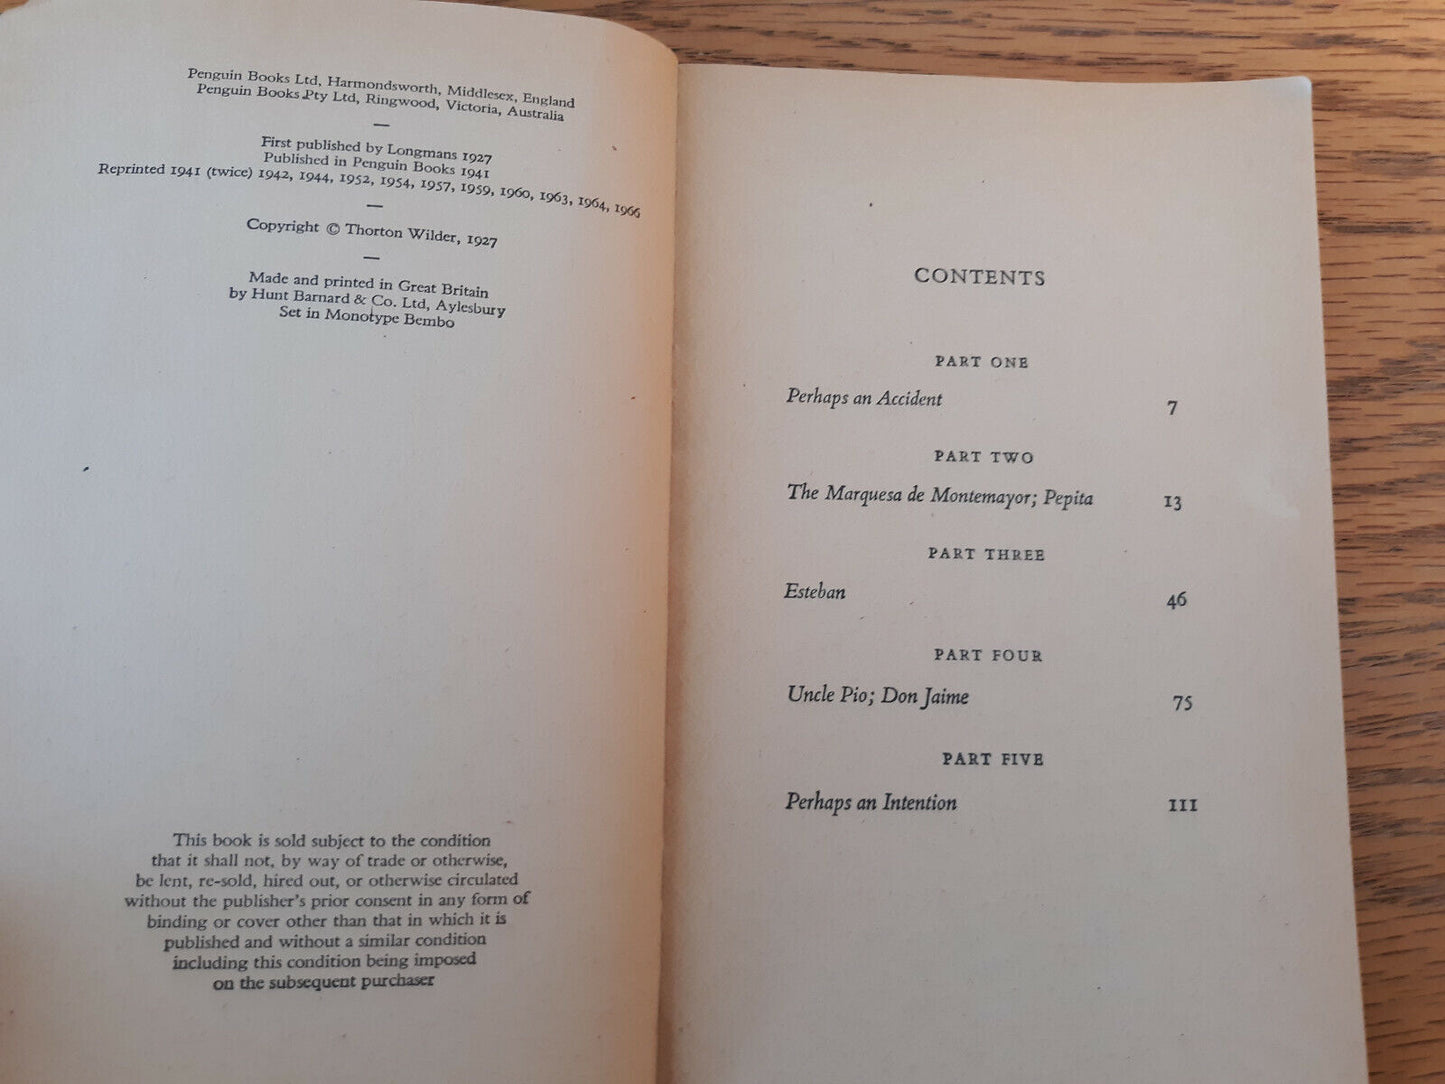 Penguin Books Ltd, Harmondsworth, Middlesex, England
Penguin Books Pty Ltd, Ringwood, Victoria, Australia
—
First published by Longmans 1927
Published in Penguin Books 1941
Reprinted 1941 (twice) 1942, 1944, 1952, 1954, 1957, 1959, 1960, 1963, 1964, 1966
—
Copyright © Thorton Wilder, 1927
—
Made and printed in Great Britain
by Hunt Barnard & Co. Ltd, Aylesbury
Set in Monotype Bembo
This book is sold subject to the condition
that it shall not, by way of trade or otherwise,
be lent, re-sold, hired out, or otherwise circulated
without the publisher's prior consent in any form of
binding or cover other than that in which it is
published and without a similar condition
including this condition being imposed
on the subsequent purchaser
CONTENTS
PART ONE
Perhaps an Accident 7
PART TWO
The Marquesa de Montemayor; Pepita 13
PART THREE
Esteban 46
PART FOUR
Uncle Pio; Don Jaime 75
PART FIVE
Perhaps an Intention 111